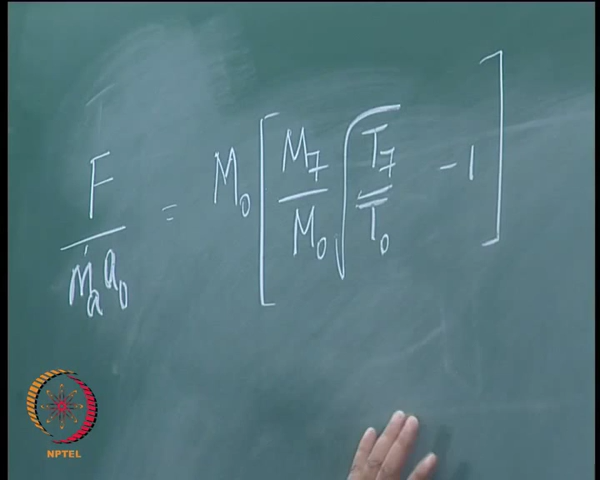 F / ṁₐ a₀ = M₀ [ M₇ / M₀ √ T₇ / T₀ - 1 ]
NPTEL